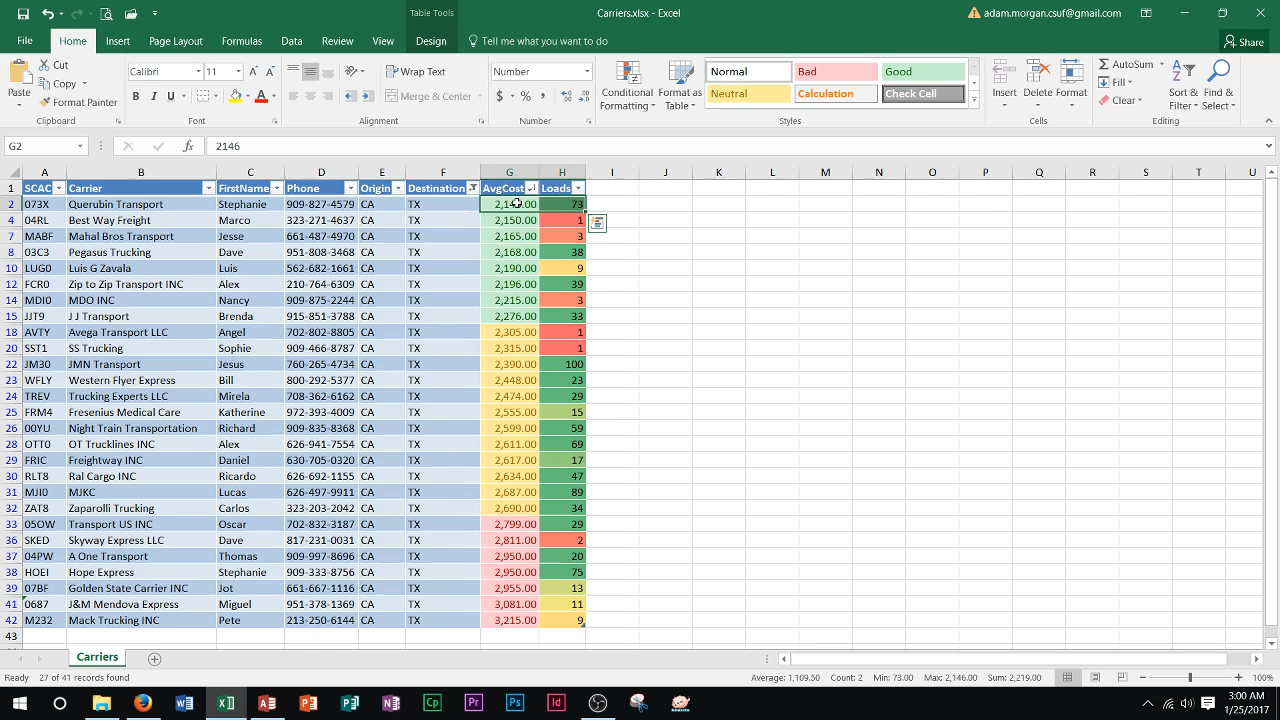 Table Tools
Carriers.xlsx - Excel
adam.morgan.csuf@gmail.com
File Home Insert Page Layout Formulas Data Review View Design Tell me what you want to do Share
Paste Cut Copy Format Painter Clipboard
Calibri 11 B I U Font
Wrap Text Merge & Center Alignment
Number $ % , Number
Conditional Formatting Format as Table Normal Bad Good Neutral Calculation Check Cell Styles
Insert Delete Format Cells
AutoSum Fill Clear Sort & Filter Find & Select Editing
G2 fx 2146
A B C D E F G H I J K L M N O P Q R S T U
1 SCAC Carrier FirstName Phone Origin Destination AvgCost Loads
2 073X Querubin Transport Stephanie 909-827-4579 CA TX 2,146.00 73
4 04RL Best Way Freight Marco 323-271-4637 CA TX 2,150.00 1
7 MABF Mahal Bros Transport Jesse 661-487-4970 CA TX 2,165.00 3
8 03C3 Pegasus Trucking Dave 951-808-3468 CA TX 2,168.00 38
10 LUG0 Luis G Zavala Luis 562-682-1661 CA TX 2,190.00 9
12 FCR0 Zip to Zip Transport INC Alex 210-764-6309 CA TX 2,196.00 39
14 MDI0 MDO INC Nancy 909-875-2244 CA TX 2,215.00 3
15 JJT9 J J Transport Brenda 915-851-3788 CA TX 2,276.00 33
18 AVTY Avega Transport LLC Angel 702-802-8805 CA TX 2,305.00 1
20 SST1 SS Trucking Sophie 909-466-8787 CA TX 2,315.00 1
22 JM30 JMN Transport Jesus 760-265-4734 CA TX 2,390.00 100
23 WFLY Western Flyer Express Bill 800-292-5377 CA TX 2,448.00 23
24 TREV Trucking Experts LLC Mirela 708-362-6162 CA TX 2,474.00 29
25 FRM4 Fresenius Medical Care Katherine 972-393-4009 CA TX 2,555.00 15
26 00YU Night Train Transportation Richard 909-835-8368 CA TX 2,599.00 59
28 OTT0 OT Trucklines INC Alex 626-941-7554 CA TX 2,611.00 69
29 FRIC Freightway INC Daniel 630-705-0320 CA TX 2,617.00 17
30 RLT8 Ral Cargo INC Ricardo 626-692-1155 CA TX 2,634.00 47
31 MJI0 MJKC Lucas 626-497-9911 CA TX 2,687.00 89
32 ZAT8 Zaparolli Trucking Carlos 323-203-2042 CA TX 2,690.00 34
33 05OW Transport US INC Oscar 702-832-3187 CA TX 2,799.00 29
36 SKED Skyway Express LLC Dave 817-231-0031 CA TX 2,811.00 2
37 04PW A One Transport Thomas 909-997-8696 CA TX 2,950.00 20
38 HOEI Hope Express Stephanie 909-333-8756 CA TX 2,950.00 75
39 07BF Golden State Carrier INC Jot 661-667-1116 CA TX 2,955.00 13
41 0687 J&M Mendova Express Miguel 951-378-1369 CA TX 3,081.00 11
42 M232 Mack Trucking INC Pete 213-250-6144 CA TX 3,215.00 9
43
Carriers
Ready 27 of 41 records found Average: 1,109.50 Count: 2 Min: 73.00 Max: 2,146.00 Sum: 2,219.00 100%
Cp Pr Ps Id
3:00 AM
1/25/2017